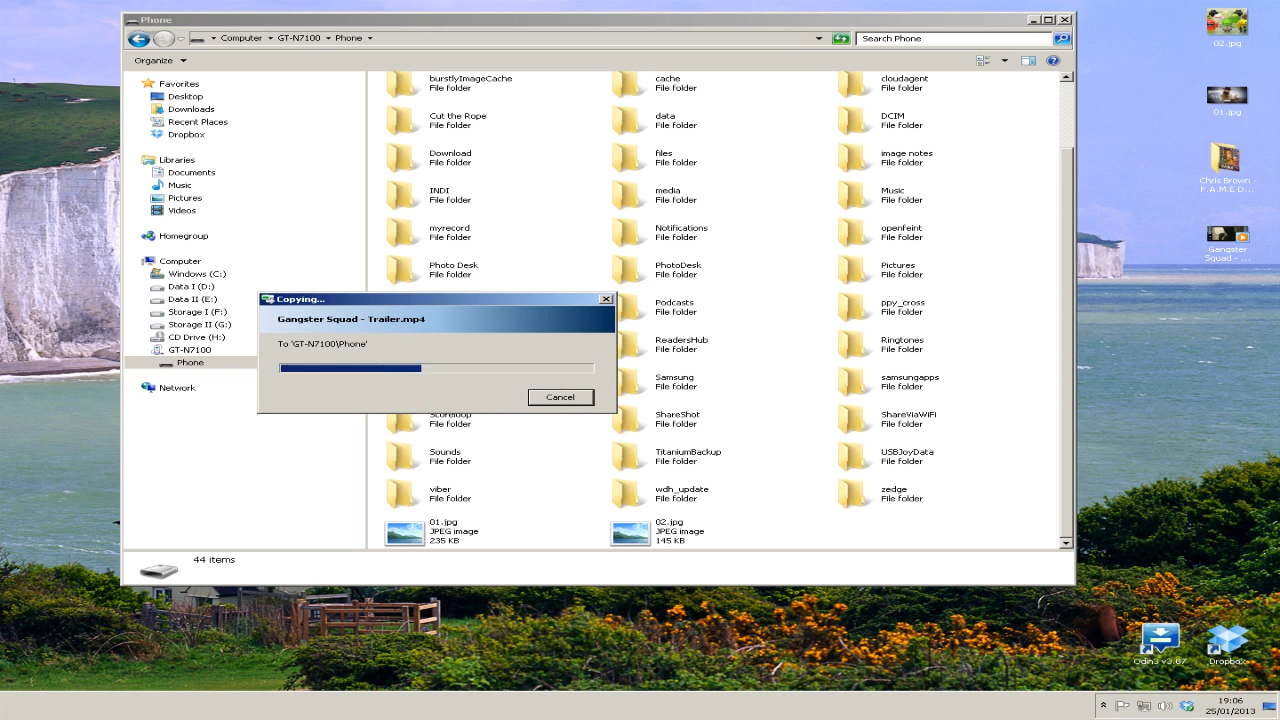 Phone
Computer GT-N7100 Phone
Search Phone
Organize
Favorites
Desktop
Downloads
Recent Places
Dropbox
Libraries
Documents
Music
Pictures
Videos
Homegroup
Computer
Windows (C:)
Data I (D:)
Data II (E:)
Storage I (F:)
Storage II (G:)
CD Drive (H:)
GT-N7100
Phone
Network
burstlyImageCache cache cloudagent
File folder File folder File folder
Cut the Rope data DCIM
File folder File folder File folder
Download files image notes
File folder File folder File folder
INDI media Music
File folder File folder File folder
myrecord Notifications openfeint
File folder File folder File folder
Photo Desk PhotoDesk Pictures
File folder File folder File folder
Podcasts ppy_cross
File folder File folder
ReadersHub Ringtones
File folder File folder
Samsung samsungapps
File folder File folder
Scoreloop ShareShot ShareViaWiFi
File folder File folder File folder
Sounds TitaniumBackup USBJoyData
File folder File folder File folder
viber wdh_update zedge
File folder File folder File folder
01.jpg 02.jpg
JPEG image JPEG image
235 KB 145 KB
Copying...
Gangster Squad - Trailer.mp4
To 'GT-N7100\Phone'
Cancel
44 items
02.jpg
01.jpg
Chris Brown -
F.A.M.E D...
Gangster
Squad - ...
Odin3 v3.07
Dropbox
19:06
25/01/2013